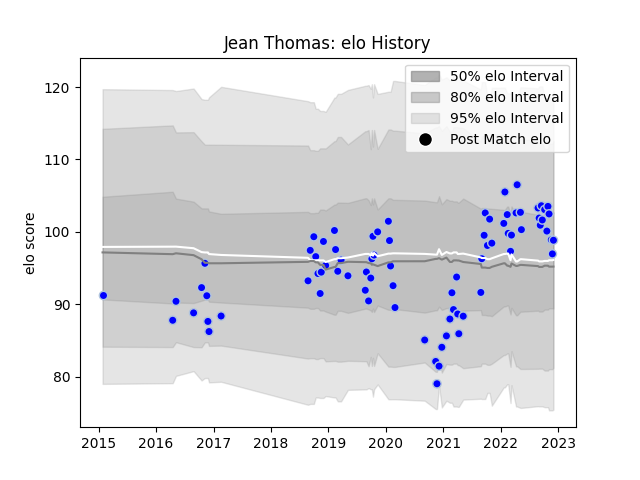 Jean Thomas: elo History
50% elo Interval
80% elo Interval
95% elo Interval
Post Match elo
elo score
120
110
100
90
80
2015 2016 2017 2018 2019 2020 2021 2022 2023